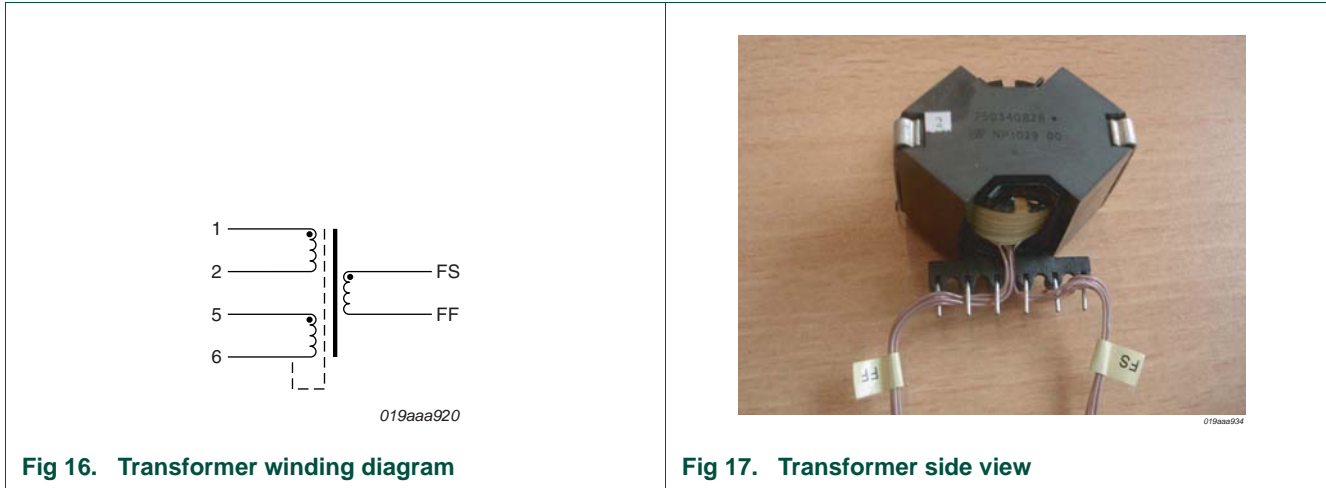 1
2
5
6
FS
FF
019aaa920
Fig 16. Transformer winding diagram
2
750340828
NP1029 00
FF
FS
019aaa934
Fig 17. Transformer side view